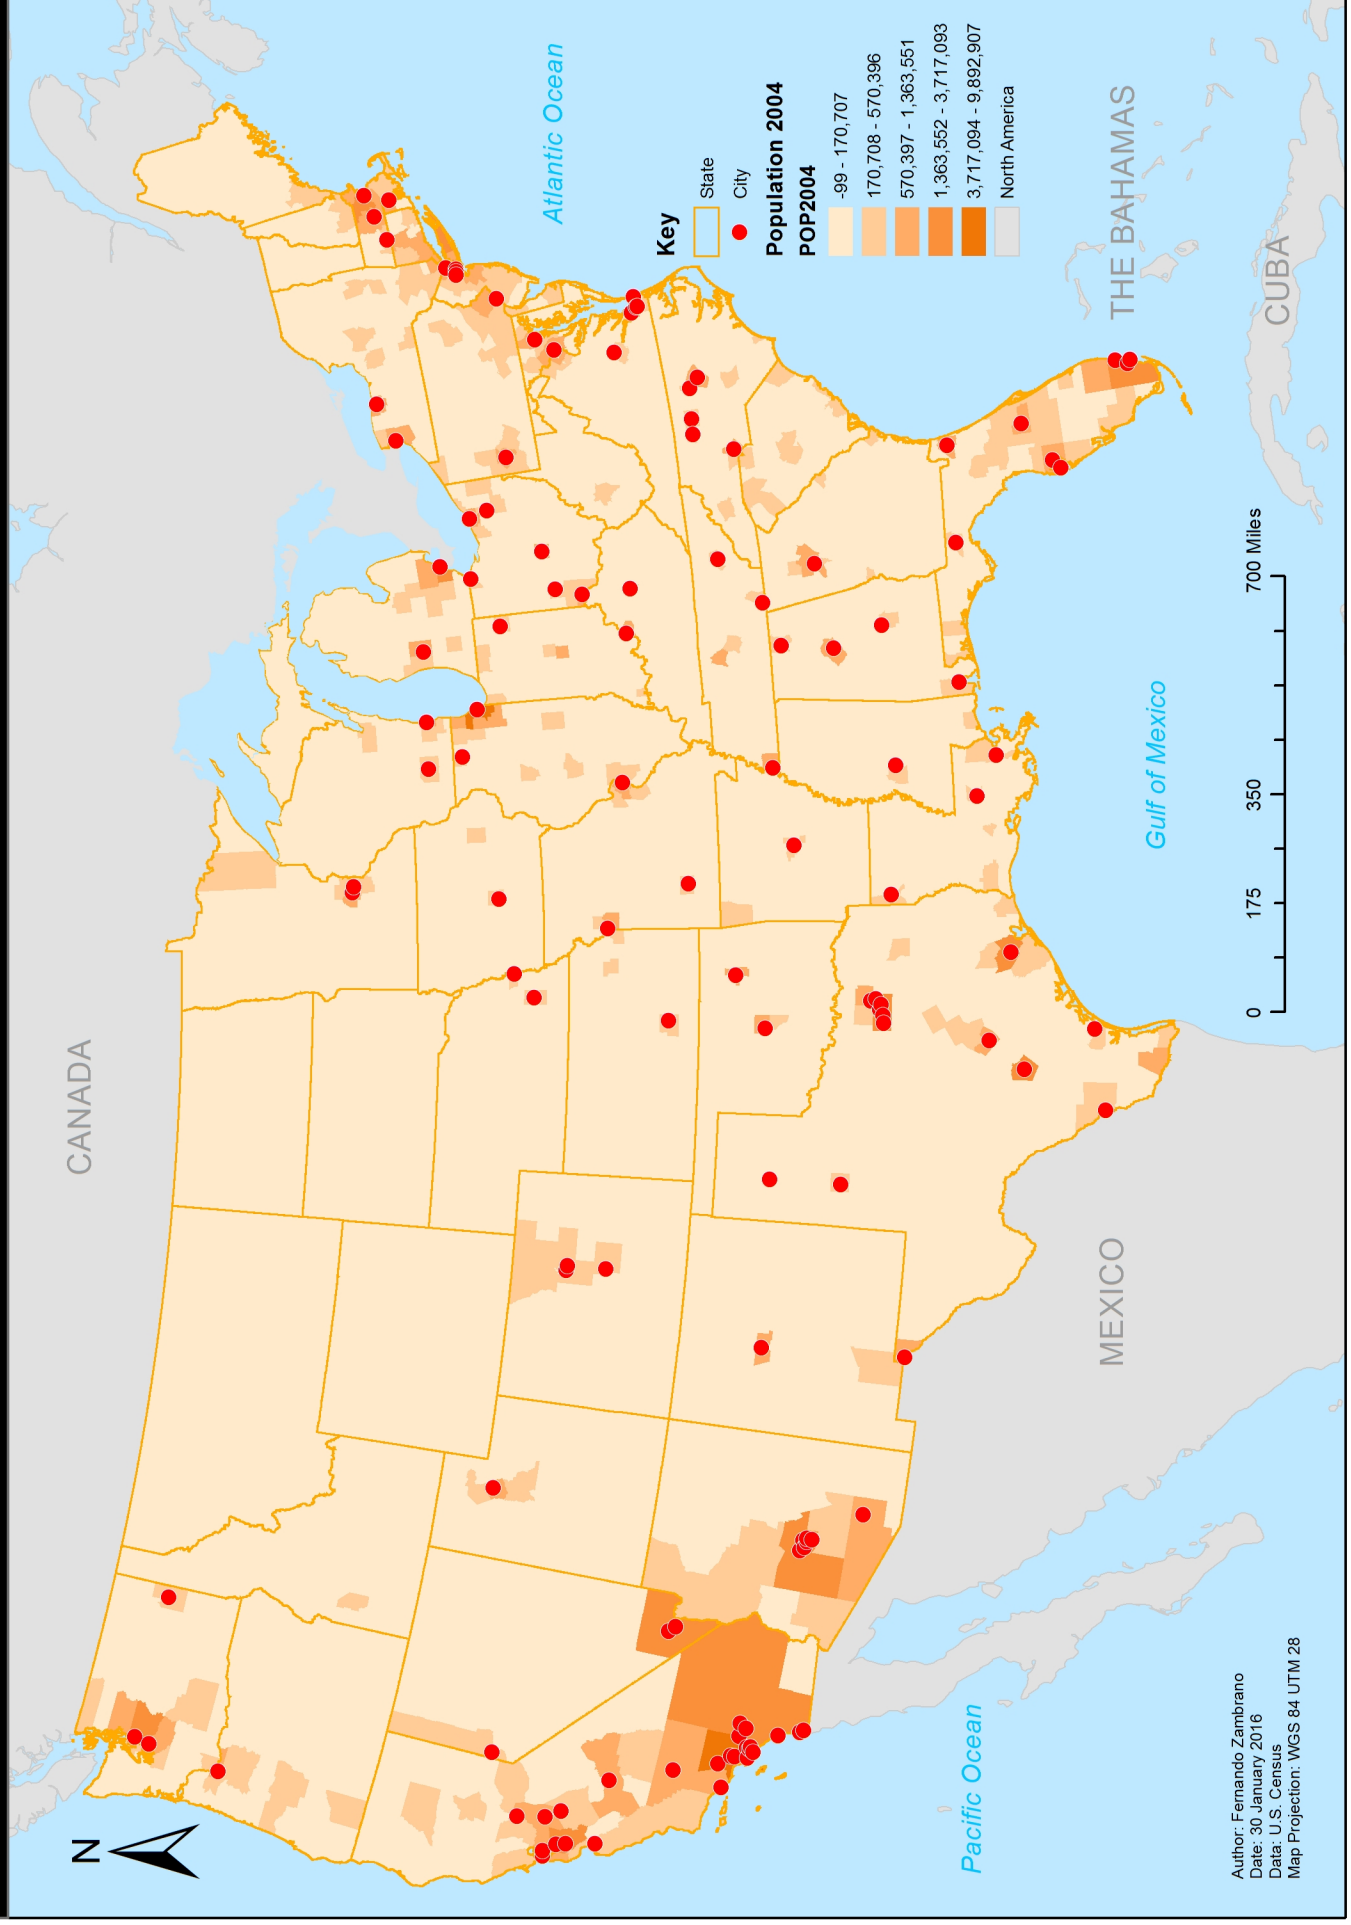 N
CANADA
Atlantic Ocean
Key
State
City
Population 2004
POP2004
-99 - 170,707
170,708 - 570,396
570,397 - 1,363,551
1,363,552 - 3,717,093
3,717,094 - 9,892,907
North America
THE BAHAMAS
CUBA
Gulf of Mexico
MEXICO
Pacific Ocean
0 175 350 700 Miles
Author: Fernando Zambrano
Date: 30 January 2016
Data: U.S. Census
Map Projection: WGS 84 UTM 28